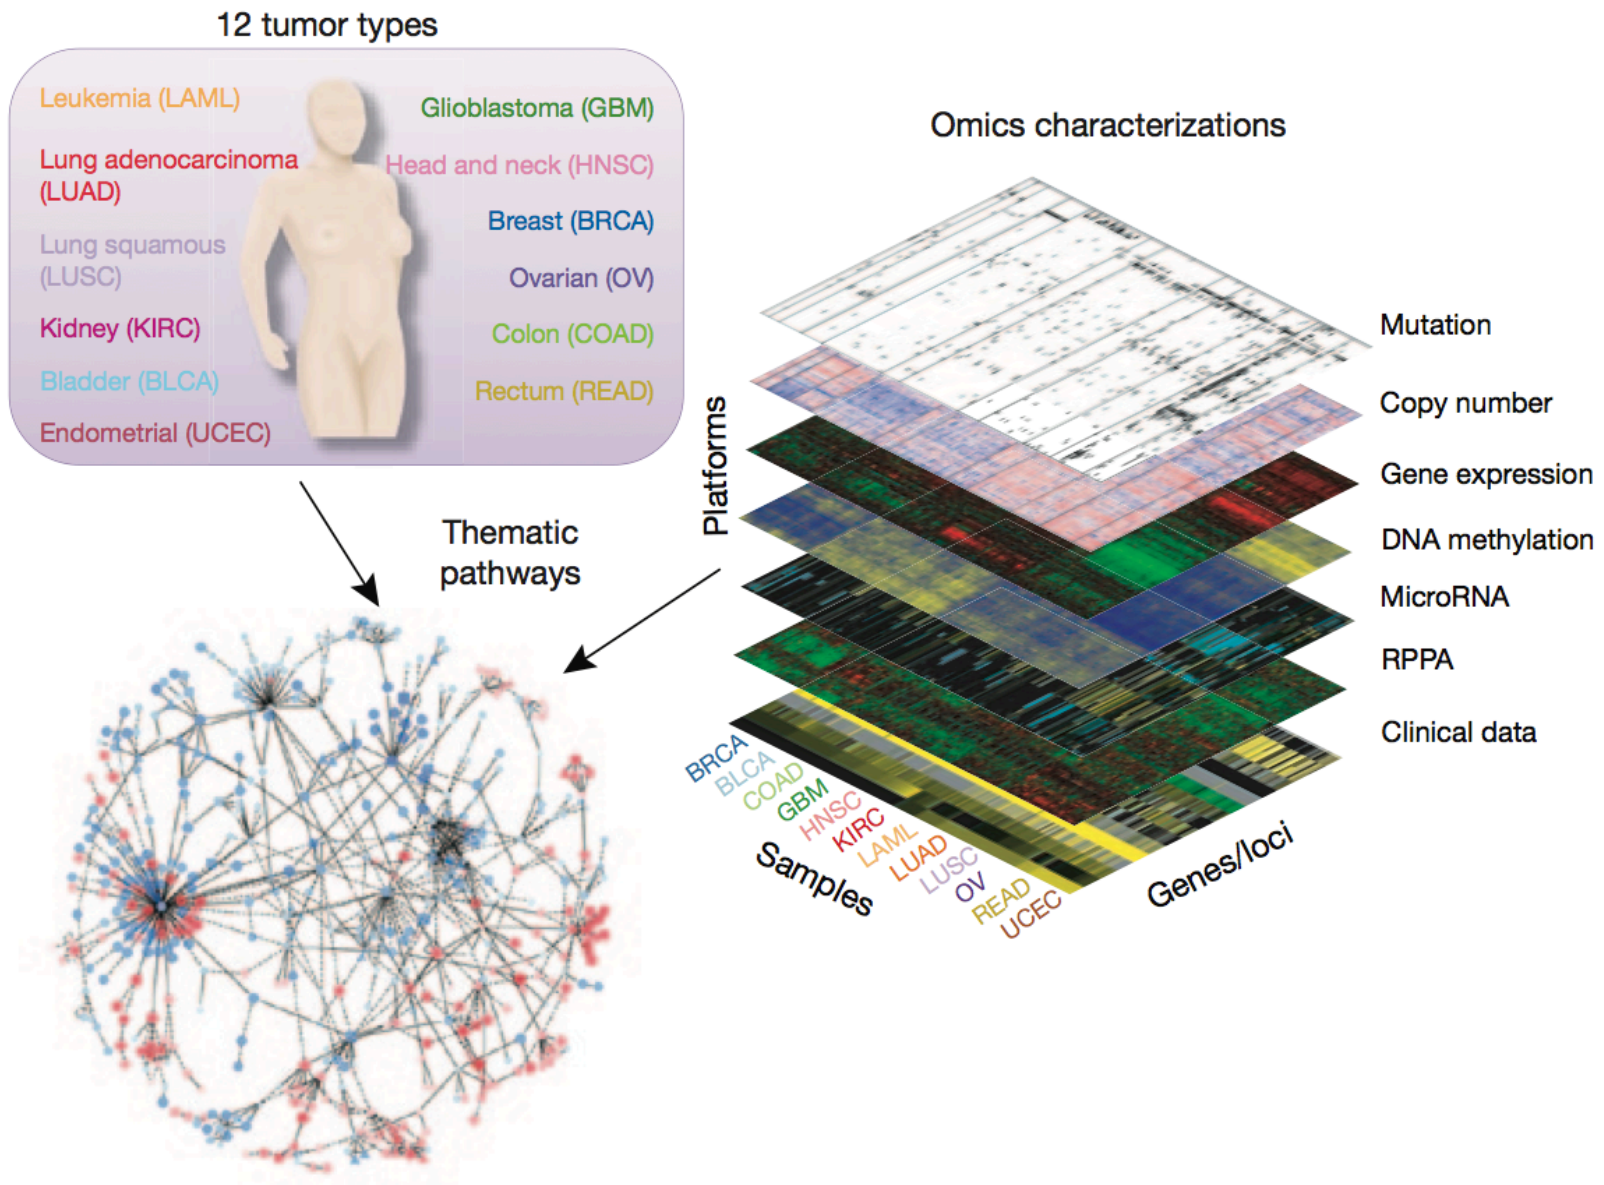 12 tumor types
Leukemia (LAML)
Lung adenocarcinoma
(LUAD)
Lung squamous
(LUSC)
Kidney (KIRC)
Bladder (BLCA)
Endometrial (UCEC)
Glioblastoma (GBM)
Head and neck (HNSC)
Breast (BRCA)
Ovarian (OV)
Colon (COAD)
Rectum (READ)
Thematic
pathways
Omics characterizations
Platforms
Mutation
Copy number
Gene expression
DNA methylation
MicroRNA
RPPA
Clinical data
BRCA
BLCA
COAD
GBM
HNSC
KIRC
LAML
LUAD
LUSC
OV
READ
UCEC
Samples
Genes/loci